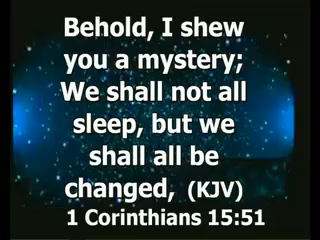 Behold, I shew
you a mystery;
We shall not all
sleep, but we
shall all be
changed, (KJV)
1 Corinthians 15:51